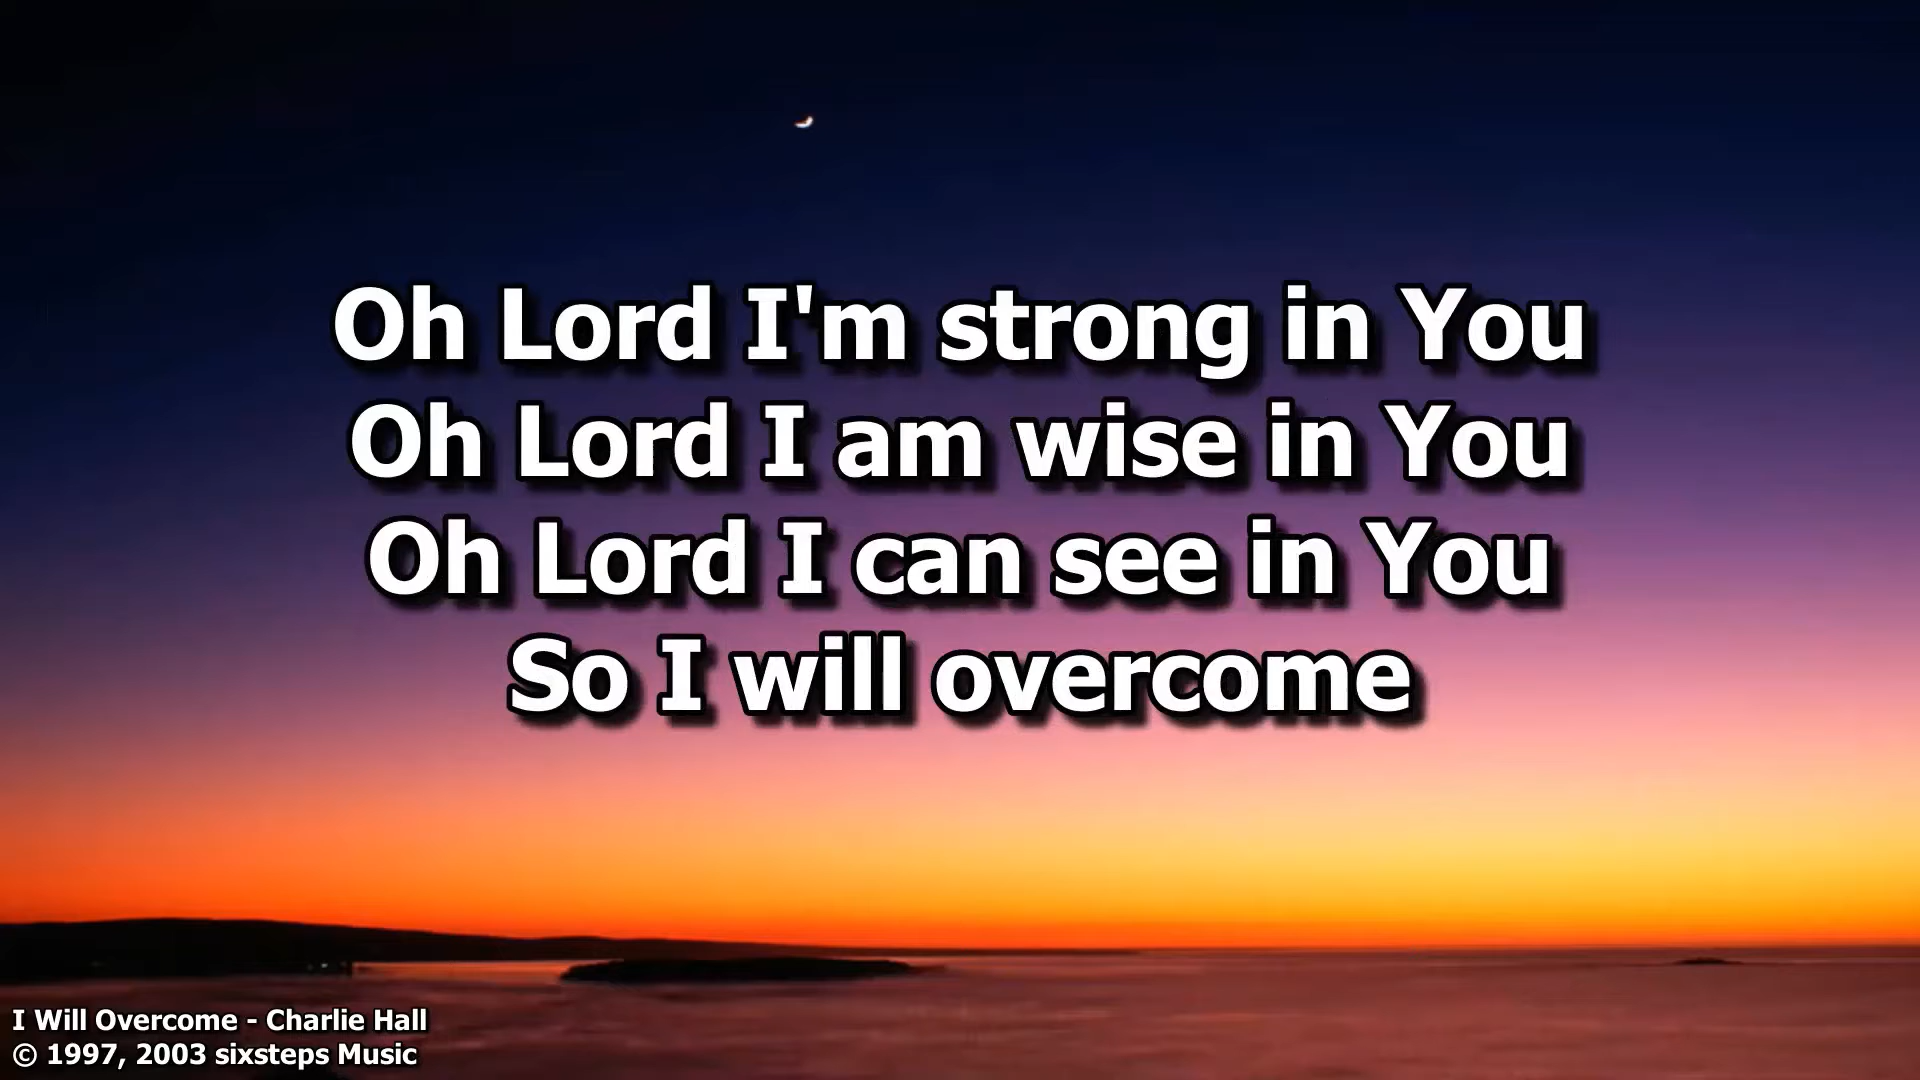 Oh Lord I'm strong in You
Oh Lord I am wise in You
Oh Lord I can see in You
So I will overcome
I Will Overcome - Charlie Hall
© 1997, 2003 sixsteps Music